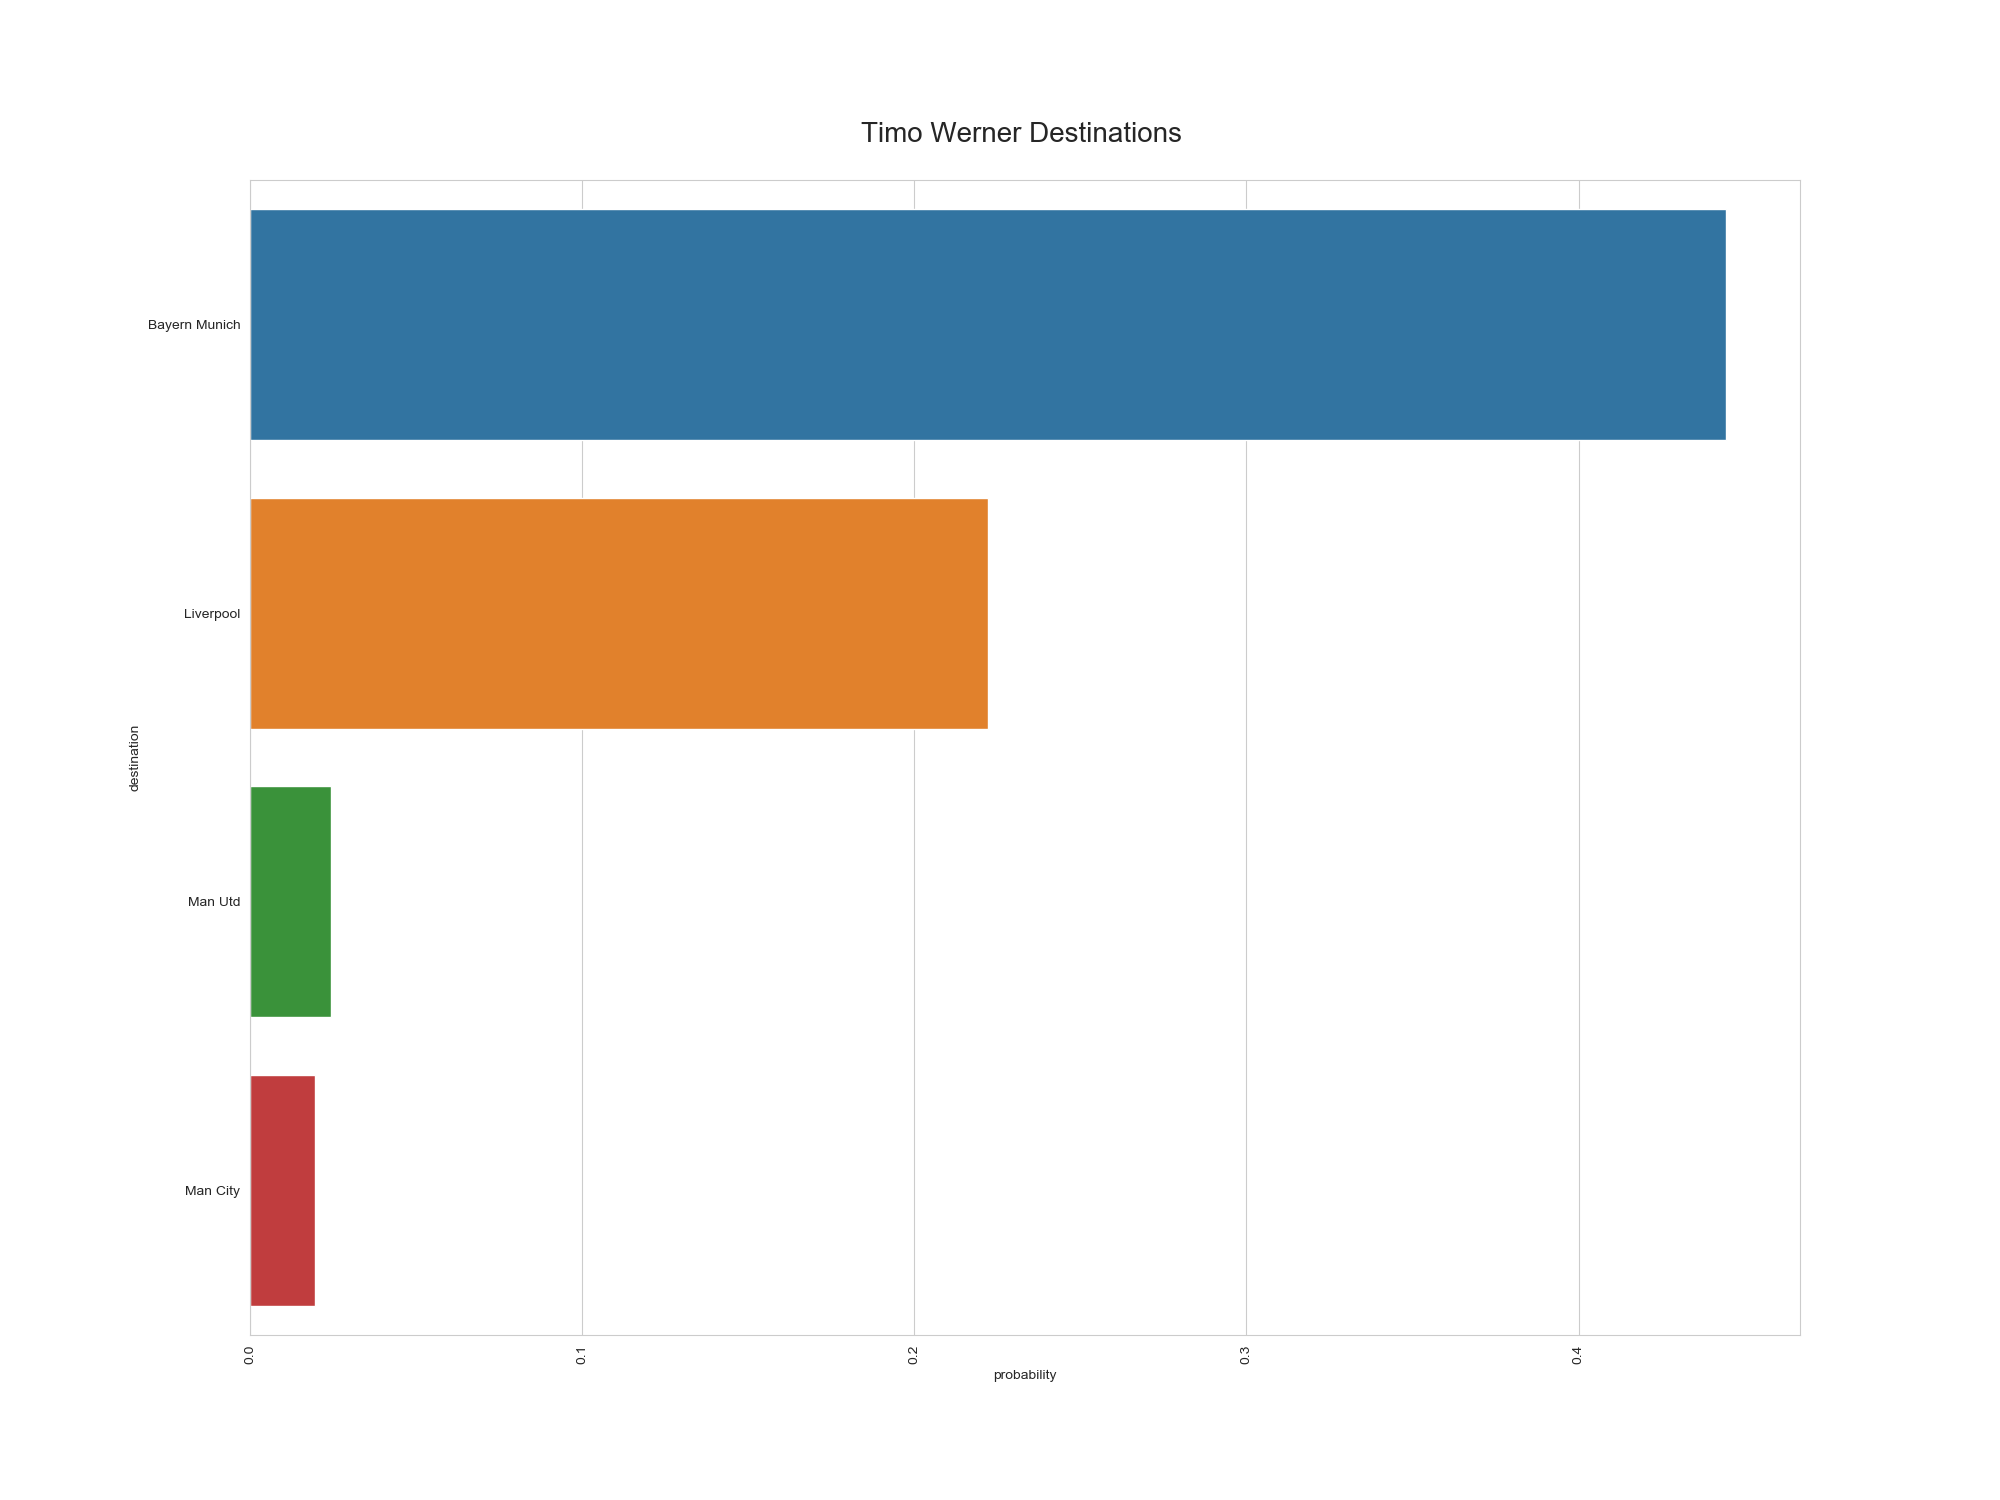 Timo Werner Destinations
Bayern Munich
Liverpool
Man Utd
Man City
destination
0.0
0.1
0.2
0.3
0.4
probability